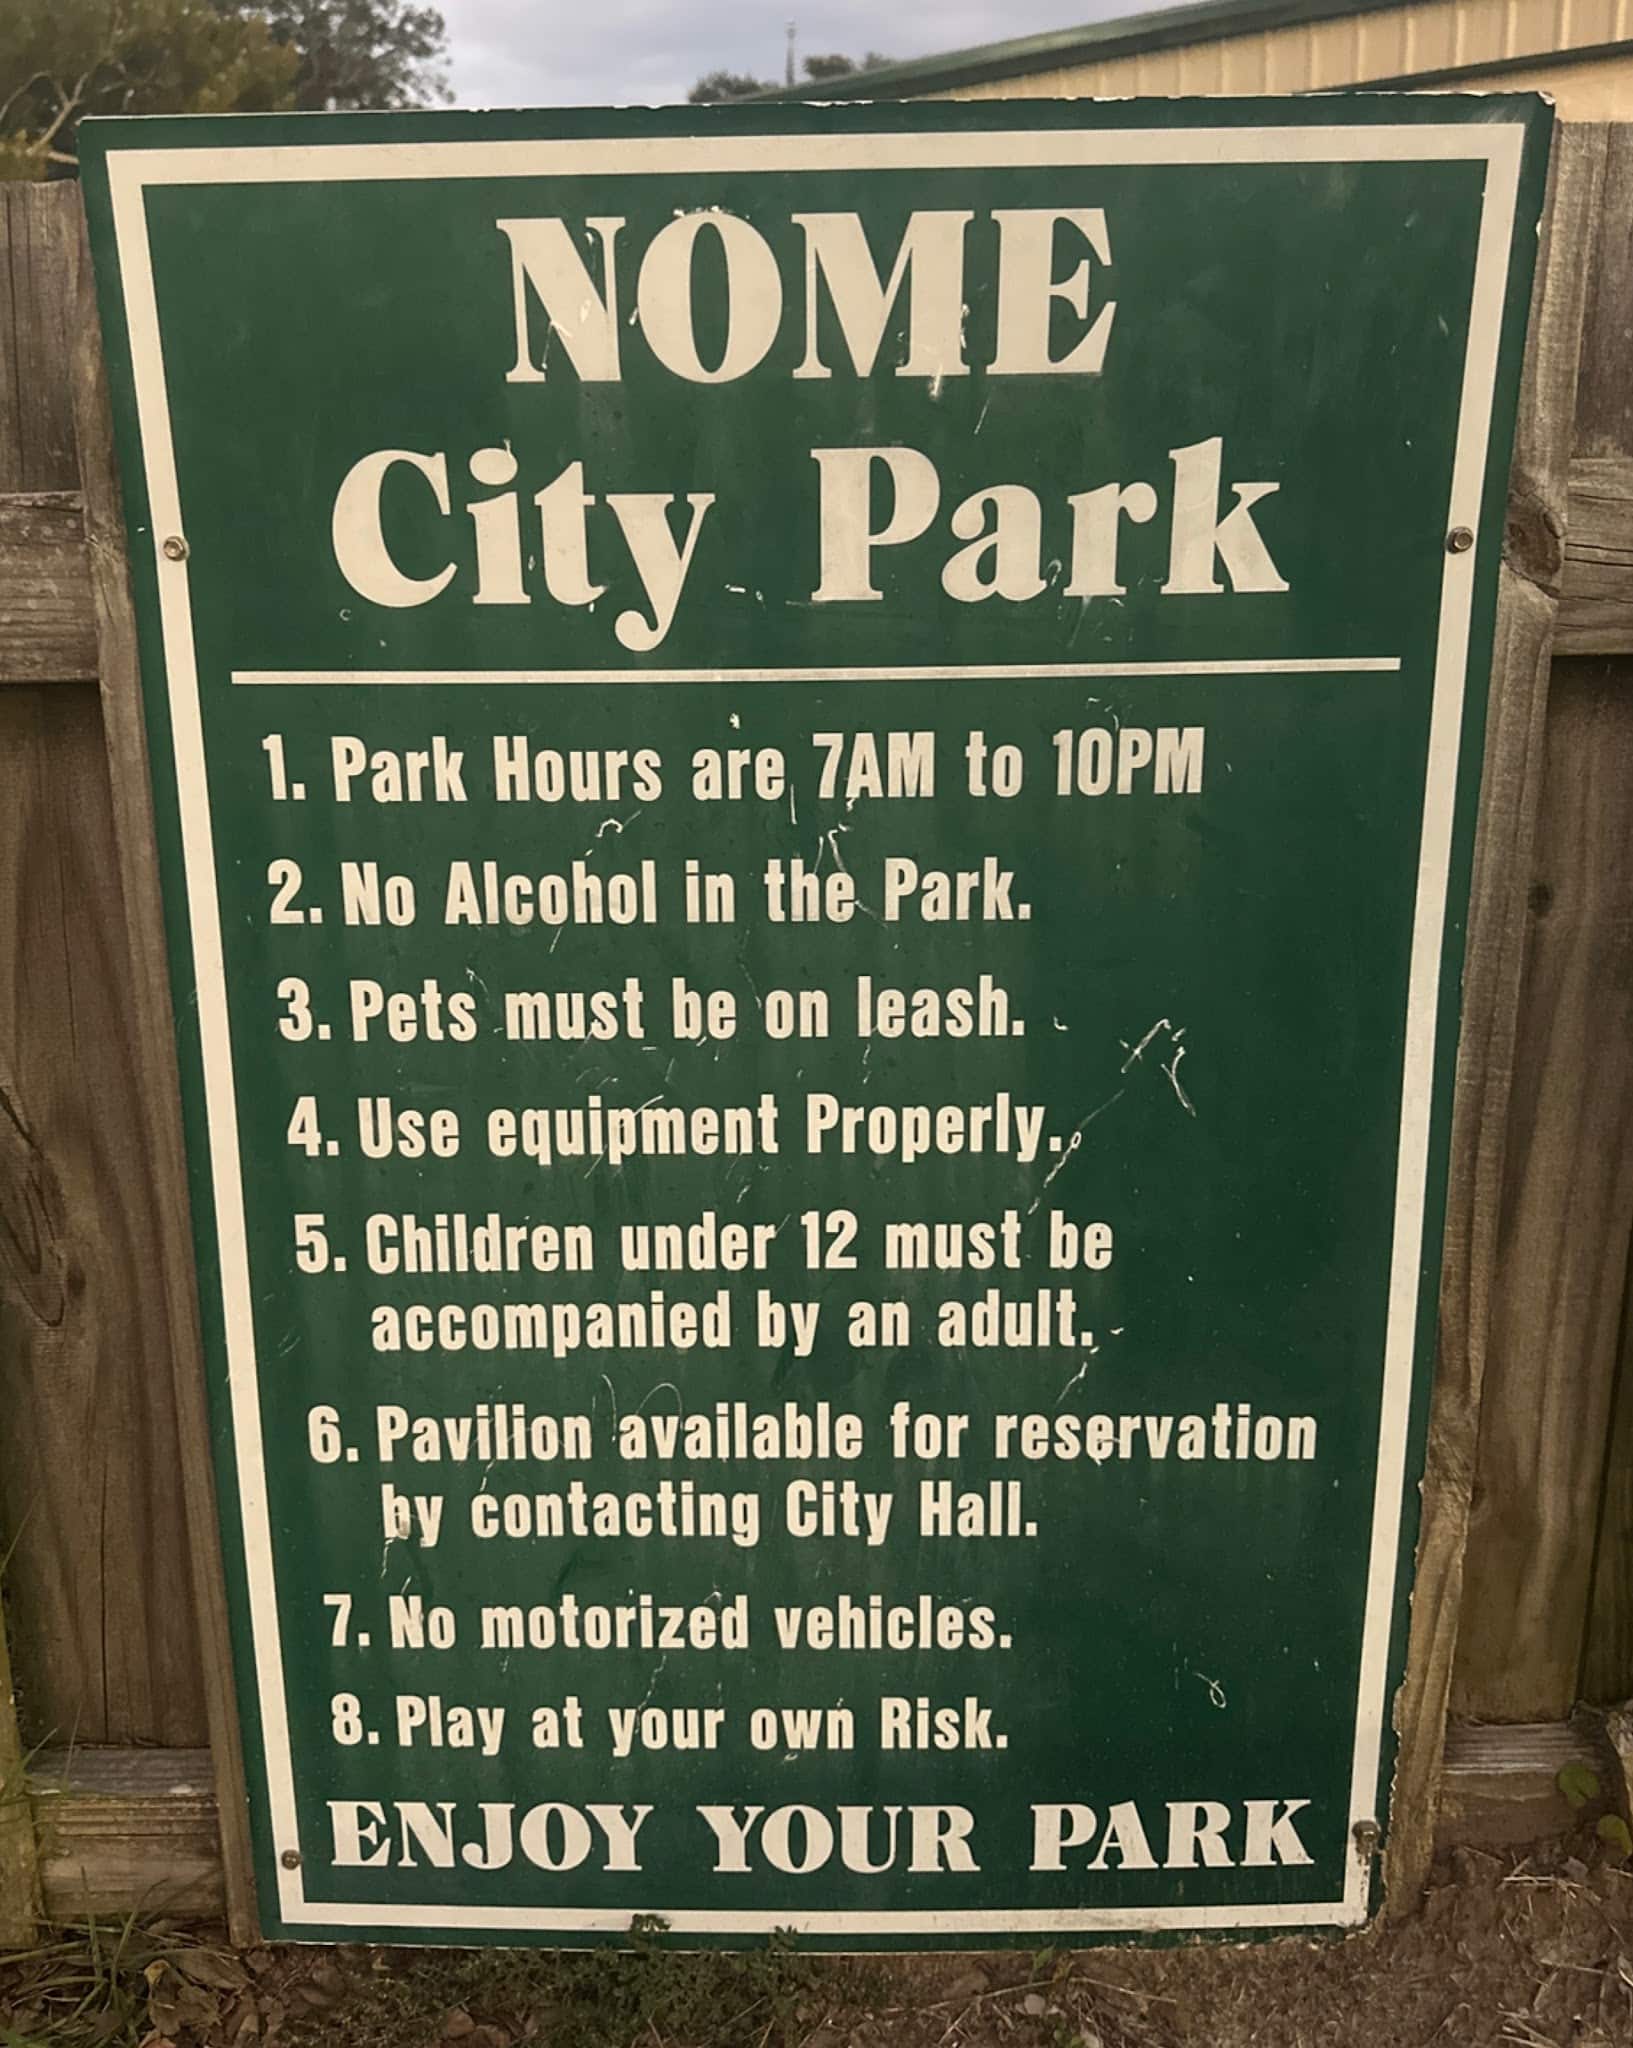 NOME
City Park
1. Park Hours are 7AM to 10PM
2. No Alcohol in the Park.
3. Pets must be on leash.
4. Use equipment Properly.
5. Children under 12 must be
accompanied by an adult.
6. Pavilion available for reservation
by contacting City Hall.
7. No motorized vehicles.
8. Play at your own Risk.
ENJOY YOUR PARK